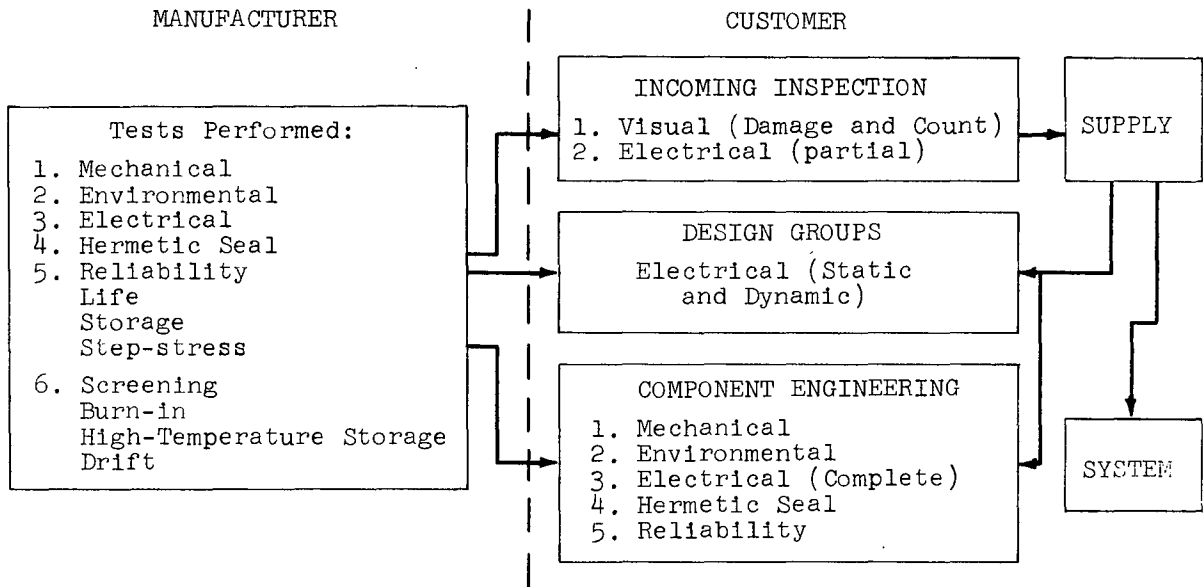 MANUFACTURER
CUSTOMER
Tests Performed:
1. Mechanical
2. Environmental
3. Electrical
4. Hermetic Seal
5. Reliability
Life
Storage
Step-stress
6. Screening
Burn-in
High-Temperature Storage
Drift
INCOMING INSPECTION
1. Visual (Damage and Count)
2. Electrical (partial)
SUPPLY
DESIGN GROUPS
Electrical (Static
and Dynamic)
COMPONENT ENGINEERING
1. Mechanical
2. Environmental
3. Electrical (Complete)
4. Hermetic Seal
5. Reliability
SYSTEM